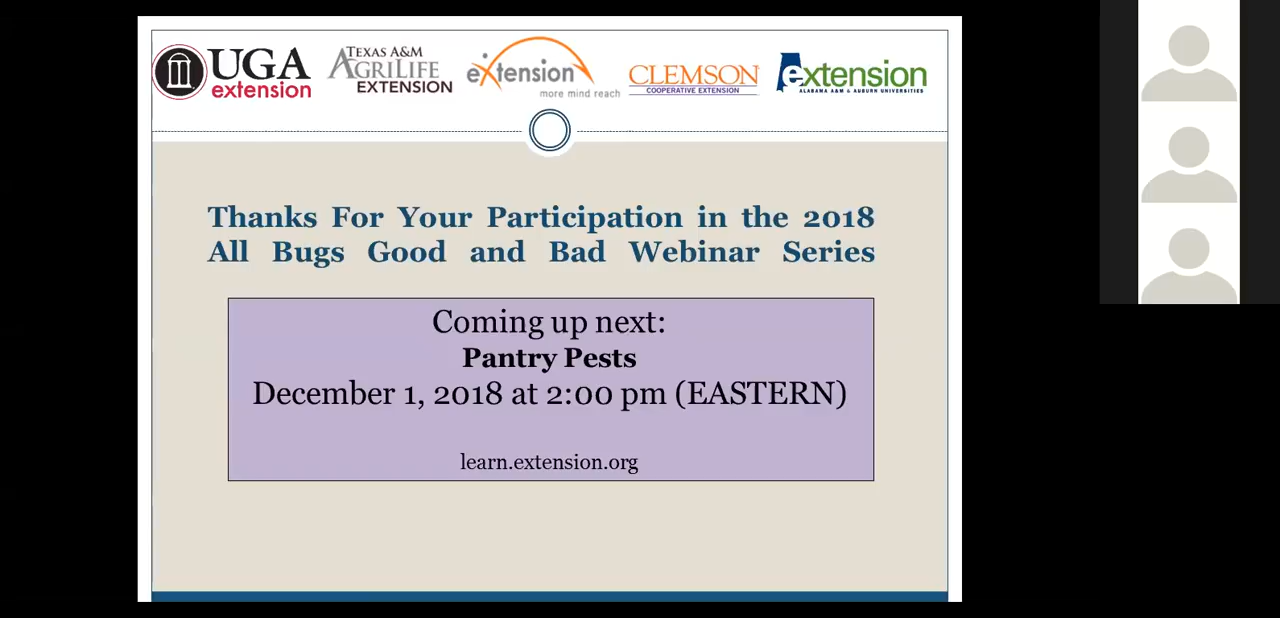 UGA
extension
TEXAS A&M
AGRILIFE
EXTENSION
eXtension
more mind reach
CLEMSON
COOPERATIVE EXTENSION
extension
ALABAMA A&M & AUBURN UNIVERSITIES
Thanks For Your Participation in the 2018
All Bugs Good and Bad Webinar Series
Coming up next:
Pantry Pests
December 1, 2018 at 2:00 pm (EASTERN)
learn.extension.org